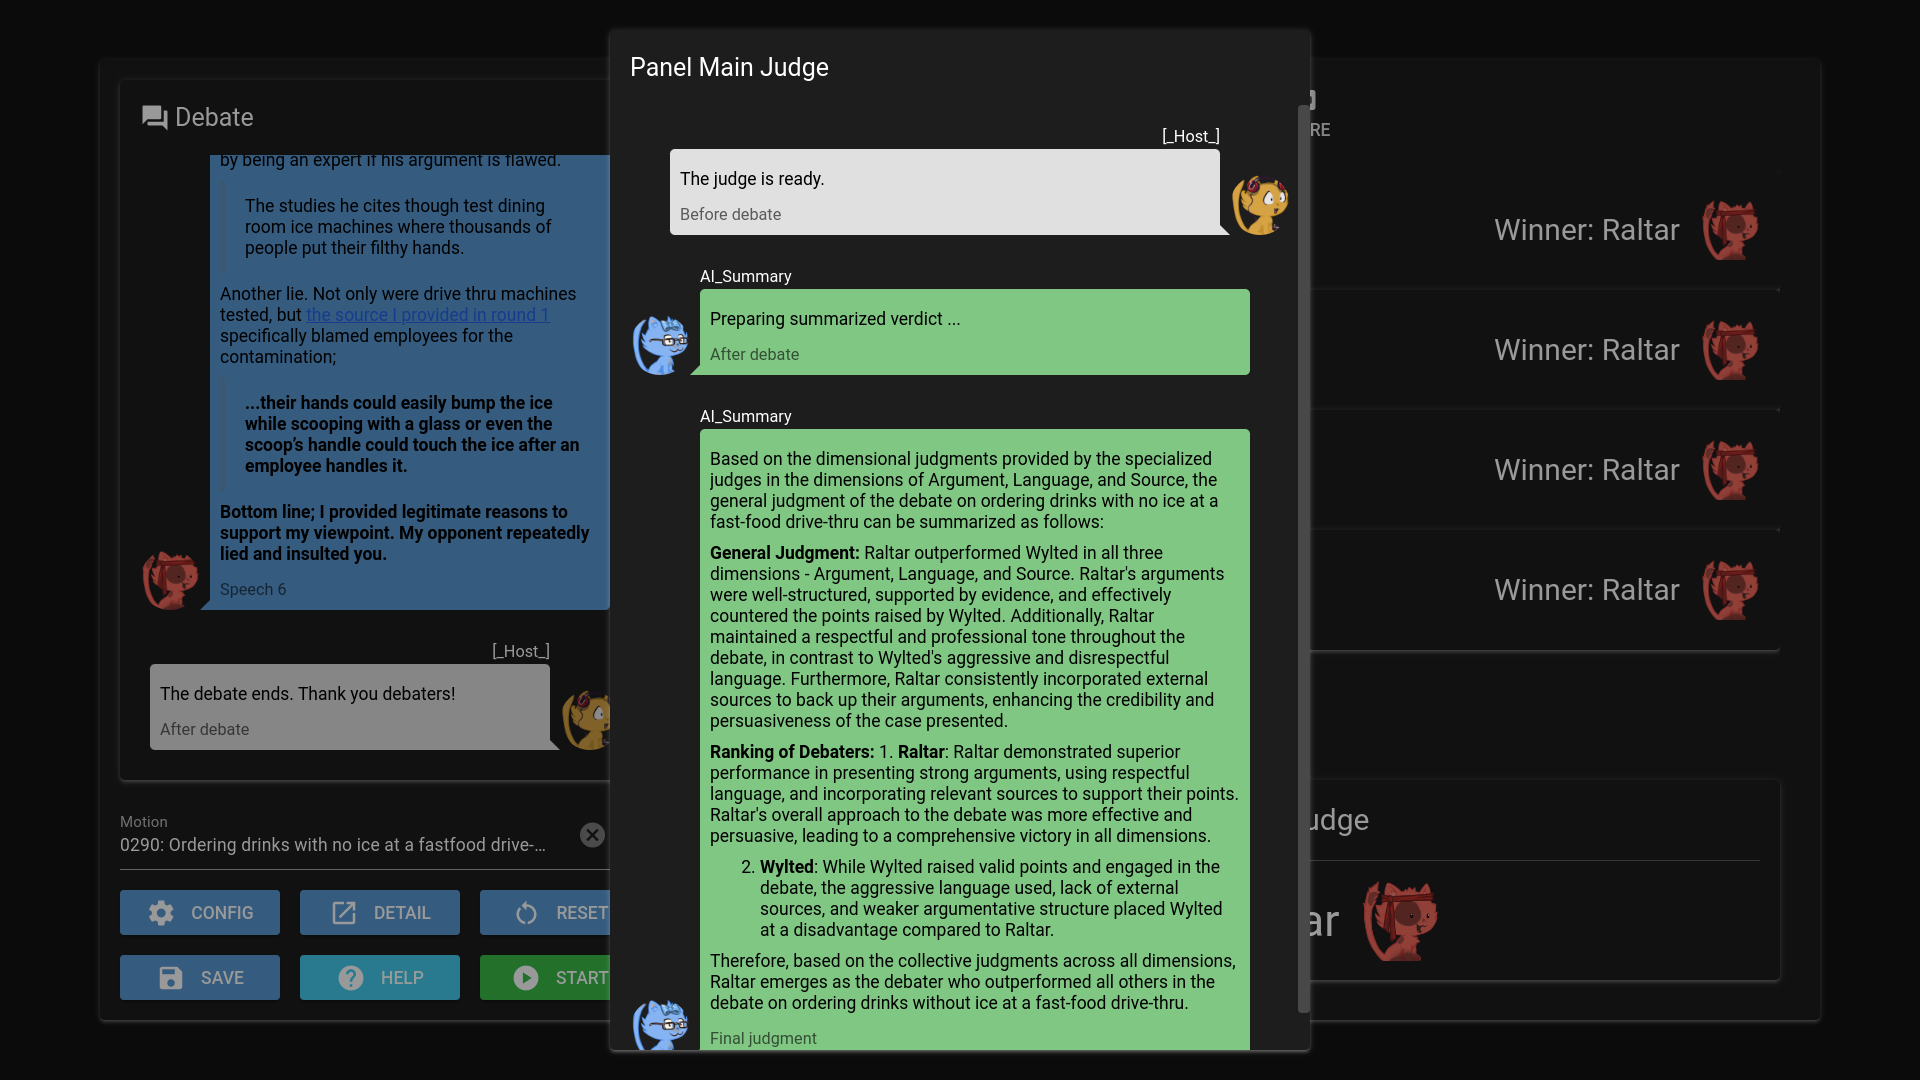 Debate
by being an expert if his argument is flawed.
The studies he cites though test dining
room ice machines where thousands of
people put their filthy hands.
Another lie. Not only were drive thru machines
tested, but the source I provided in round 1
specifically blamed employees for the
contamination;
...their hands could easily bump the ice
while scooping with a glass or even the
scoop’s handle could touch the ice after an
employee handles it.
Bottom line; I provided legitimate reasons to
support my viewpoint. My opponent repeatedly
lied and insulted you.
Speech 6
[_Host_]
The debate ends. Thank you debaters!
After debate
Motion
0290: Ordering drinks with no ice at a fastfood drive-...
CONFIG
DETAIL
RESET
SAVE
HELP
START
Panel Main Judge
[_Host_]
The judge is ready.
Before debate
AI_Summary
Preparing summarized verdict ...
After debate
AI_Summary
Based on the dimensional judgments provided by the specialized
judges in the dimensions of Argument, Language, and Source, the
general judgment of the debate on ordering drinks with no ice at a
fast-food drive-thru can be summarized as follows:
General Judgment: Raltar outperformed Wylted in all three
dimensions - Argument, Language, and Source. Raltar's arguments
were well-structured, supported by evidence, and effectively
countered the points raised by Wylted. Additionally, Raltar
maintained a respectful and professional tone throughout the
debate, in contrast to Wylted's aggressive and disrespectful
language. Furthermore, Raltar consistently incorporated external
sources to back up their arguments, enhancing the credibility and
persuasiveness of the case presented.
Ranking of Debaters: 1. Raltar: Raltar demonstrated superior
performance in presenting strong arguments, using respectful
language, and incorporating relevant sources to support their points.
Raltar's overall approach to the debate was more effective and
persuasive, leading to a comprehensive victory in all dimensions.
2. Wylted: While Wylted raised valid points and engaged in the
debate, the aggressive language used, lack of external
sources, and weaker argumentative structure placed Wylted
at a disadvantage compared to Raltar.
Therefore, based on the collective judgments across all dimensions,
Raltar emerges as the debater who outperformed all others in the
debate on ordering drinks without ice at a fast-food drive-thru.
Final judgment
RE
Winner: Raltar
Winner: Raltar
Winner: Raltar
Winner: Raltar
udge
ar